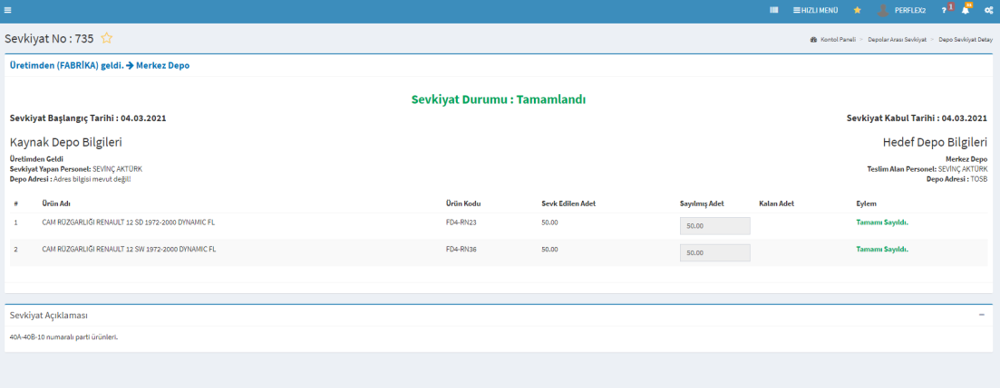 HIZLI MENÜ PERFLEX2 ? 1
Sevkiyat No : 735
Kontol Paneli Depolar Arası Sevkiyat Depo Sevkiyat Detay
Üretimden (FABRİKA) geldi. → Merkez Depo
Sevkiyat Durumu : Tamamlandı
Sevkiyat Başlangıç Tarihi : 04.03.2021 Sevkiyat Kabul Tarihi : 04.03.2021
Kaynak Depo Bilgileri Hedef Depo Bilgileri
Üretimden Geldi Merkez Depo
Sevkiyat Yapan Personel: SEVİNÇ AKTÜRK Teslim Alan Personel: SEVİNÇ AKTÜRK
Depo Adresi : Adres bilgisi mevut değil! Depo Adresi : TOSB
# Ürün Adı Ürün Kodu Sevk Edilen Adet Sayılmış Adet Kalan Adet Eylem
1 CAM RÜZGARLIĞI RENAULT 12 SD 1972-2000 DYNAMIC FL FD4-RN23 50.00 50.00 Tamamı Sayıldı.
2 CAM RÜZGARLIĞI RENAULT 12 SW 1972-2000 DYNAMIC FL FD4-RN36 50.00 50.00 Tamamı Sayıldı.
Sevkiyat Açıklaması
40A-40B-10 numaralı parti ürünleri.